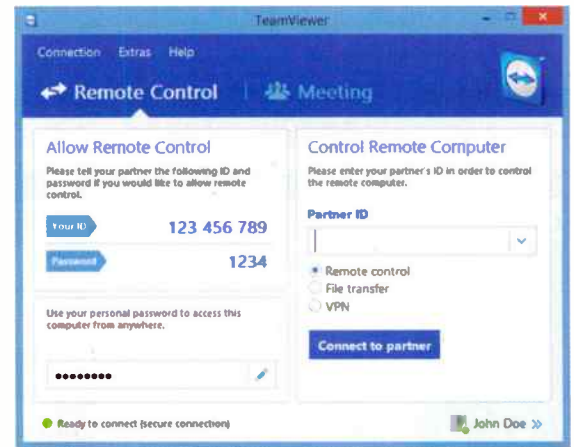 TeamViewer
Connection Extras Help
Remote Control
Meeting
Allow Remote Control
Please tell your partner the following ID and
password if you would like to allow remote
control.
Your ID 123 456 789
Password 1234
Use your personal password to access this
computer from anywhere.
••••••••
Control Remote Computer
Please enter your partner's ID in order to control
the remote computer.
Partner ID
Remote control
File transfer
VPN
Connect to partner
Ready to connect (secure connection)
John Doe »